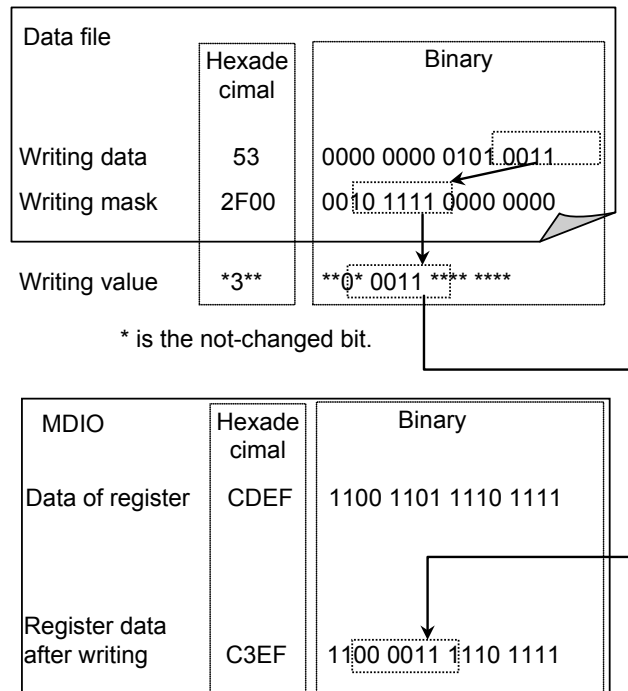 Data file
Hexade
cimal
Binary
Writing data 53 0000 0000 0101 0011
Writing mask 2F00 0010 1111 0000 0000
Writing value *3** **0* 0011 **** ****
* is the not-changed bit.
MDIO
Hexade
cimal
Binary
Data of register CDEF 1100 1101 1110 1111
Register data
after writing C3EF 1100 0011 1110 1111